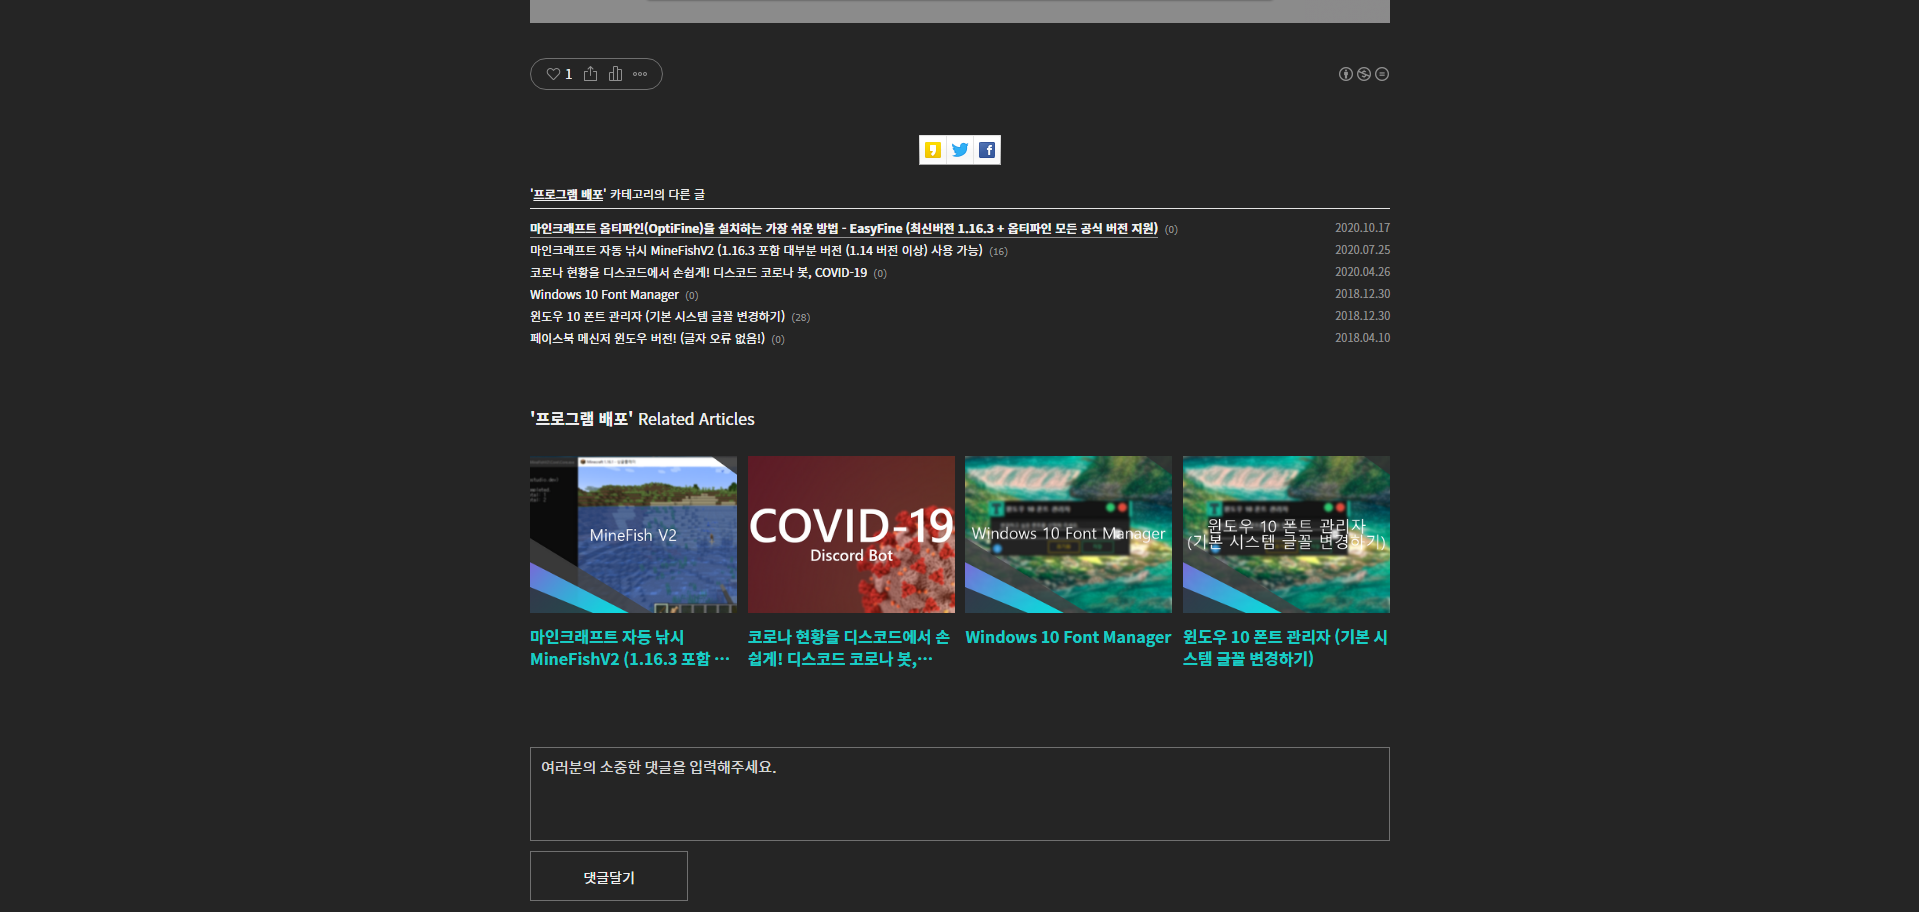 1
'프로그램 배포' 카테고리의 다른 글
마인크래프트 옵티파인(OptiFine)을 설치하는 가장 쉬운 방법 - EasyFine (최신버전 1.16.3 + 옵티파인 모든 공식 버전 지원) (0) 2020.10.17
마인크래프트 자동 낚시 MineFishV2 (1.16.3 포함 대부분 버전 (1.14 버전 이상) 사용 가능) (16) 2020.07.25
코로나 현황을 디스코드에서 손쉽게! 디스코드 코로나 봇, COVID-19 (0) 2020.04.26
Windows 10 Font Manager (0) 2018.12.30
윈도우 10 폰트 관리자 (기본 시스템 글꼴 변경하기) (28) 2018.12.30
페이스북 메신저 윈도우 버전! (글자 오류 없음!) (0) 2018.04.10
'프로그램 배포' Related Articles
MineFish V2
COVID-19
Discord Bot
Windows 10 Font Manager
윈도우 10 폰트 관리자
(기본 시스템 글꼴 변경하기)
마인크래프트 자동 낚시
MineFishV2 (1.16.3 포함 …
코로나 현황을 디스코드에서 손
쉽게! 디스코드 코로나 봇,…
Windows 10 Font Manager
윈도우 10 폰트 관리자 (기본 시
스템 글꼴 변경하기)
여러분의 소중한 댓글을 입력해주세요.
댓글달기